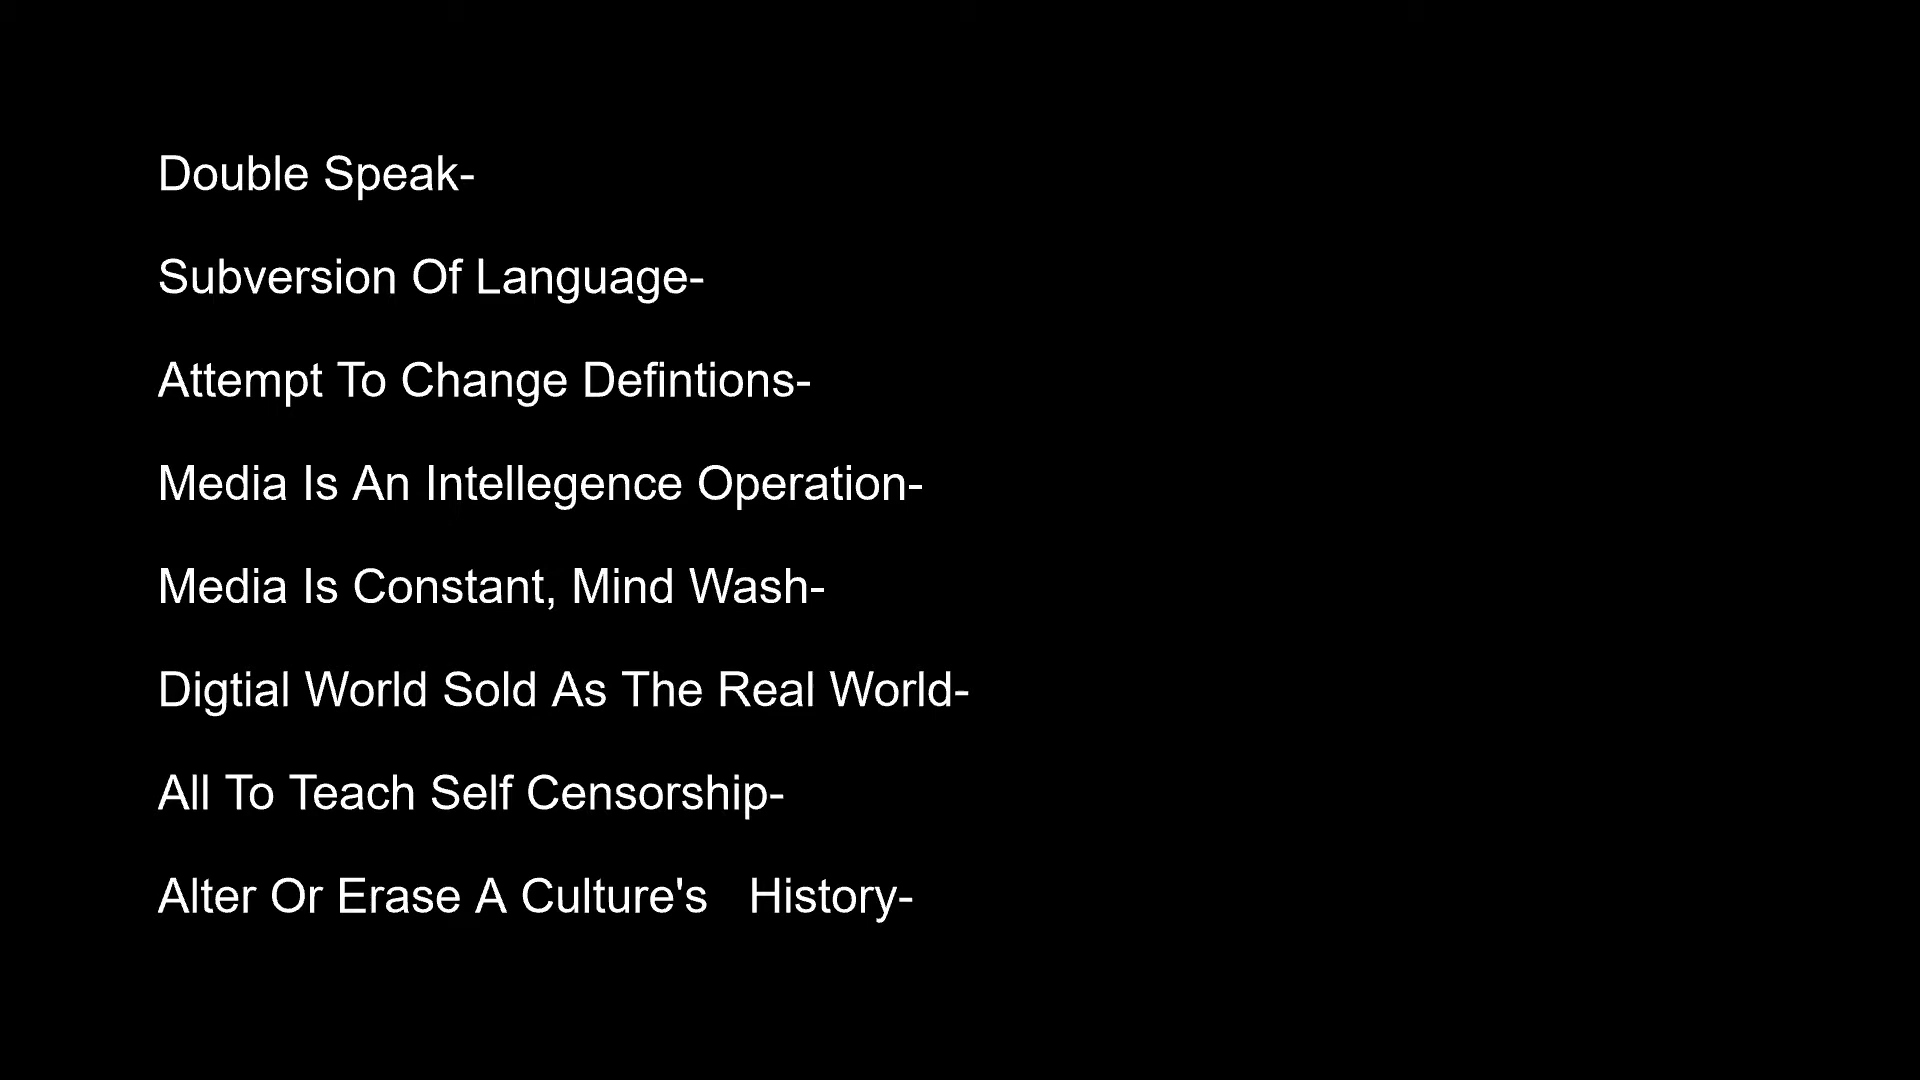 Double Speak-
Subversion Of Language-
Attempt To Change Defintions-
Media Is An Intellegence Operation-
Media Is Constant, Mind Wash-
Digtial World Sold As The Real World-
All To Teach Self Censorship-
Alter Or Erase A Culture's   History-